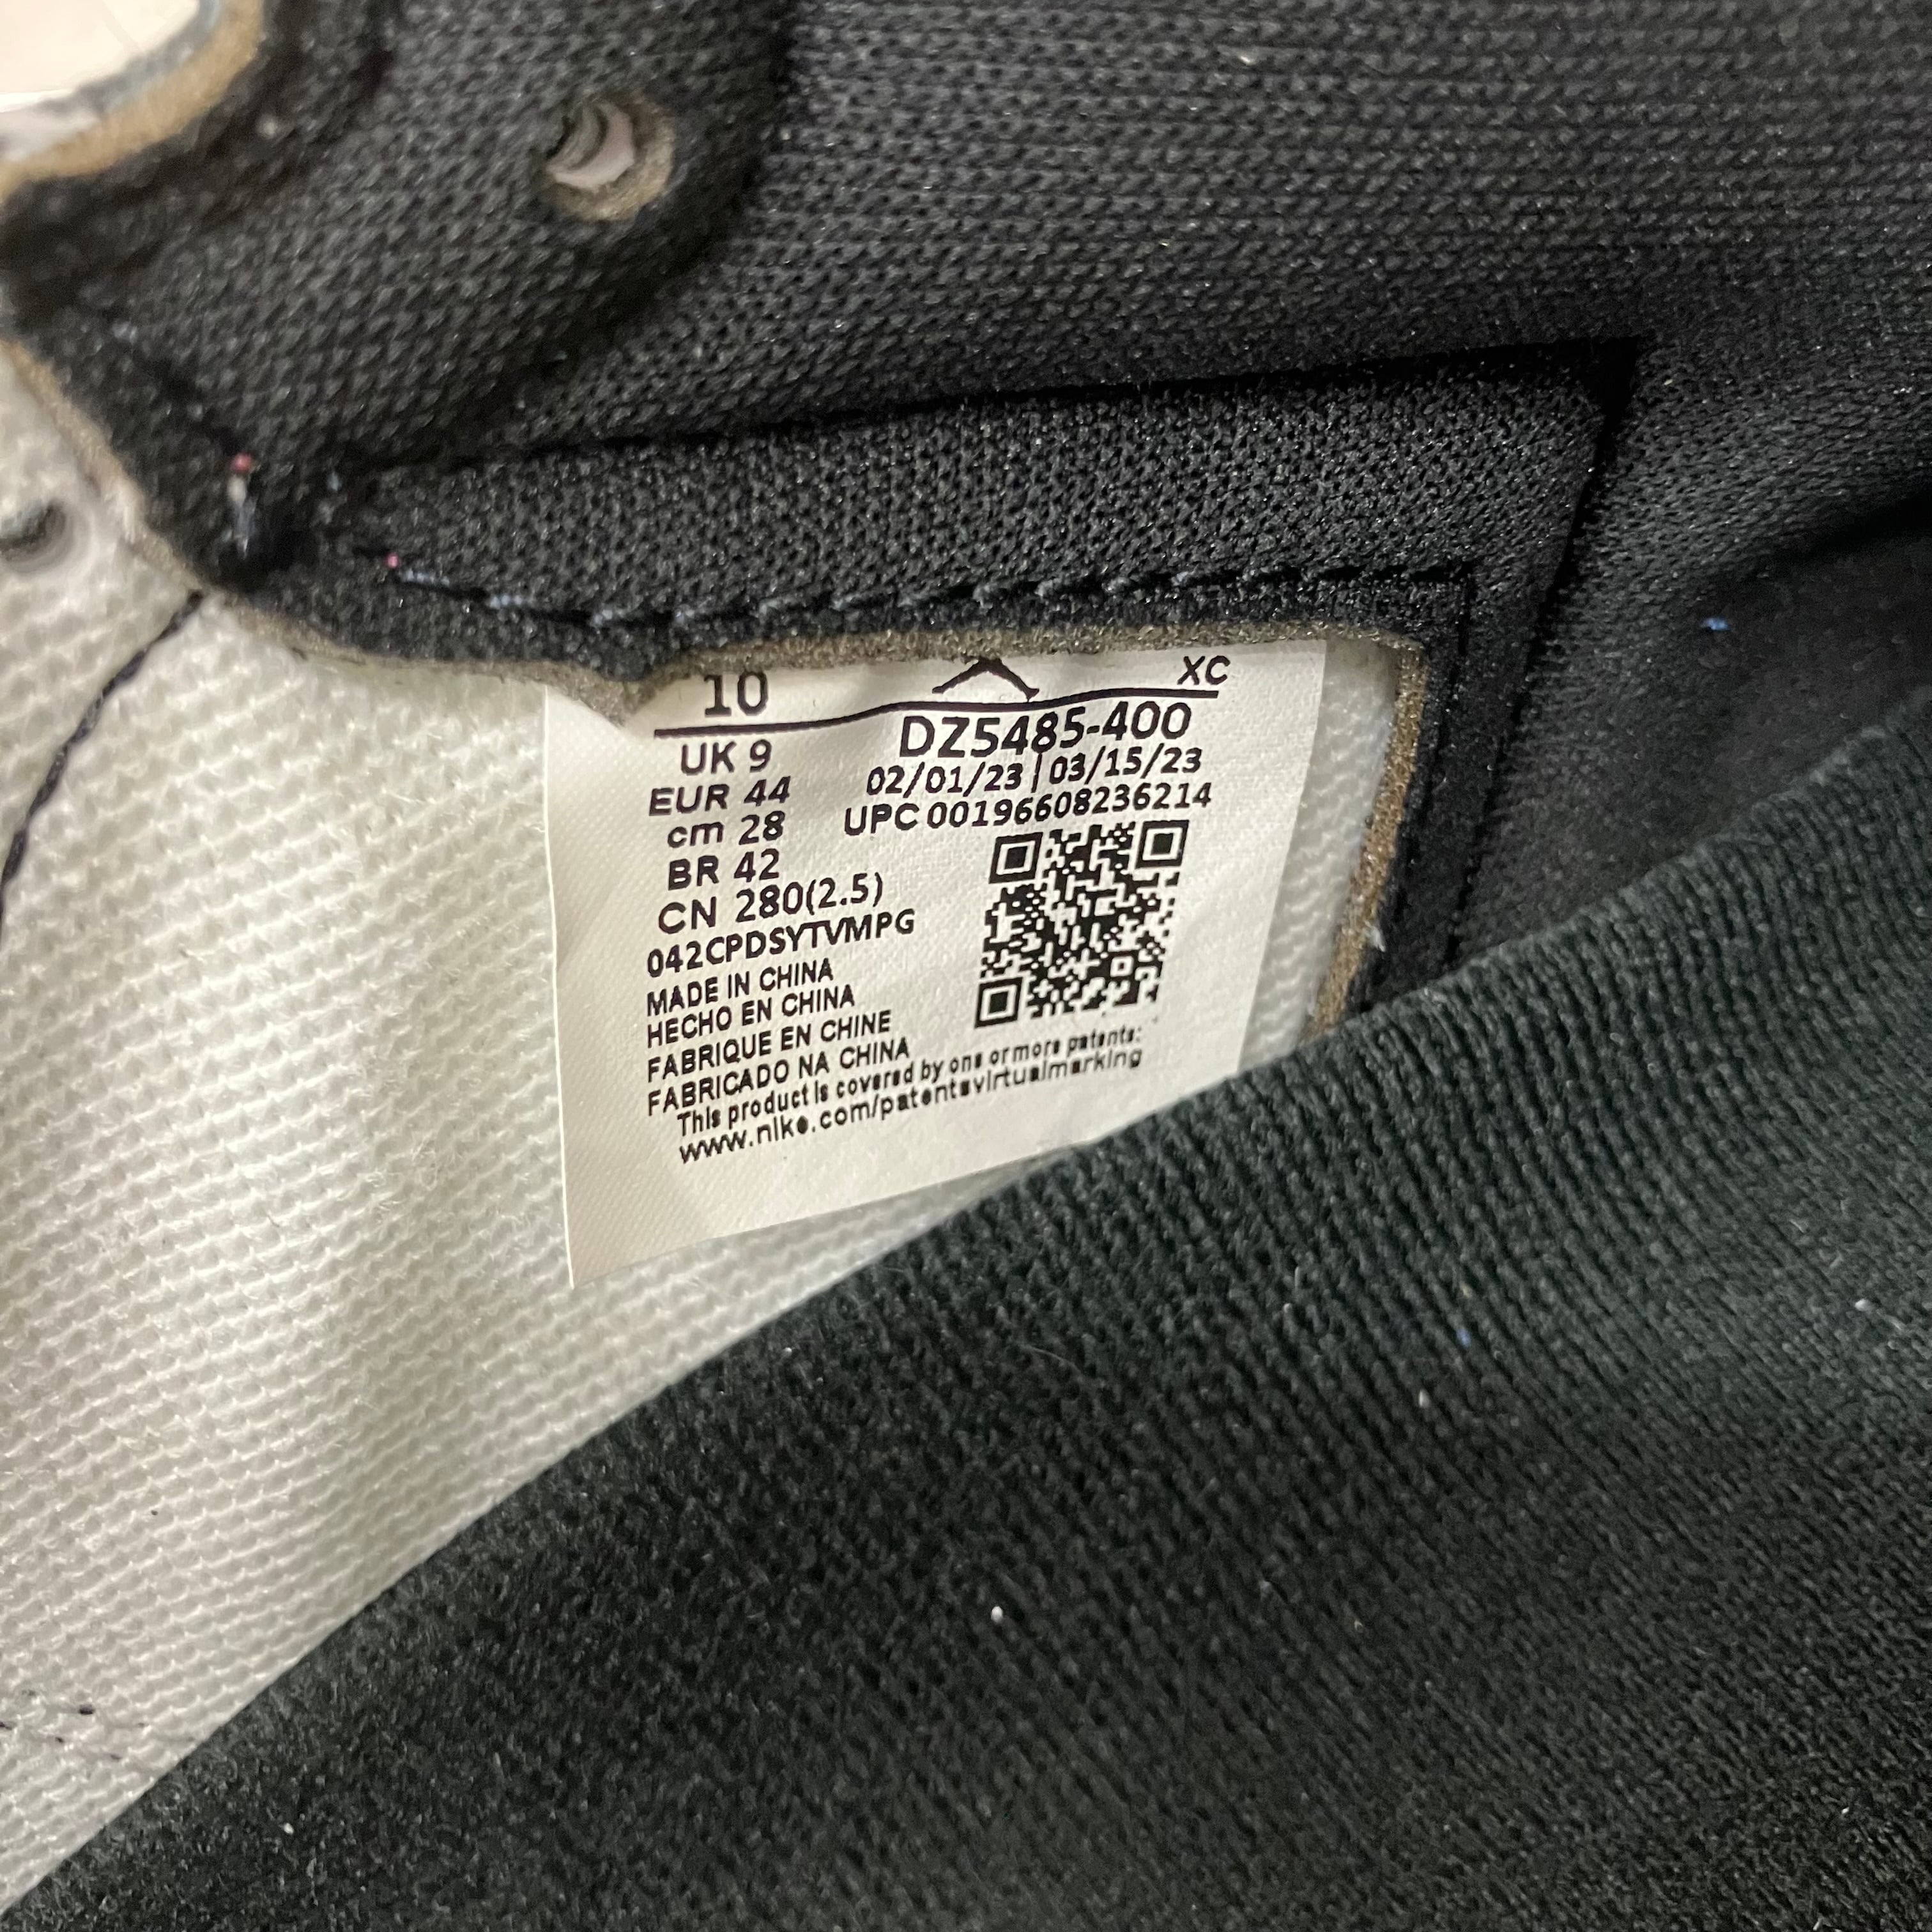 10 XC
DZ5485-400
UK 9
02/01/23 | 03/15/23
EUR 44
UPC 00196608236214
cm 28
BR 42
CN 280(2.5)
042CPDSYTVMPG
MADE IN CHINA
HECHO EN CHINA
FABRIQUE EN CHINE
FABRICADO NA CHINA
This product is covered by one or more patents:
www.nike.com/patentsvirtualmarking